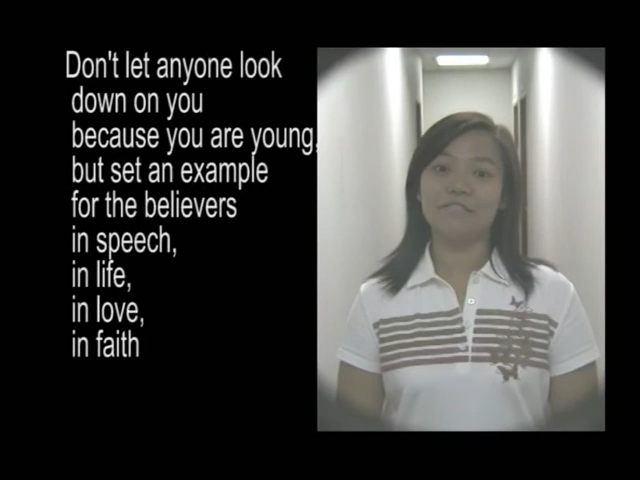 Don't let anyone look
down on you
because you are young,
but set an example
for the believers
in speech,
in life,
in love,
in faith